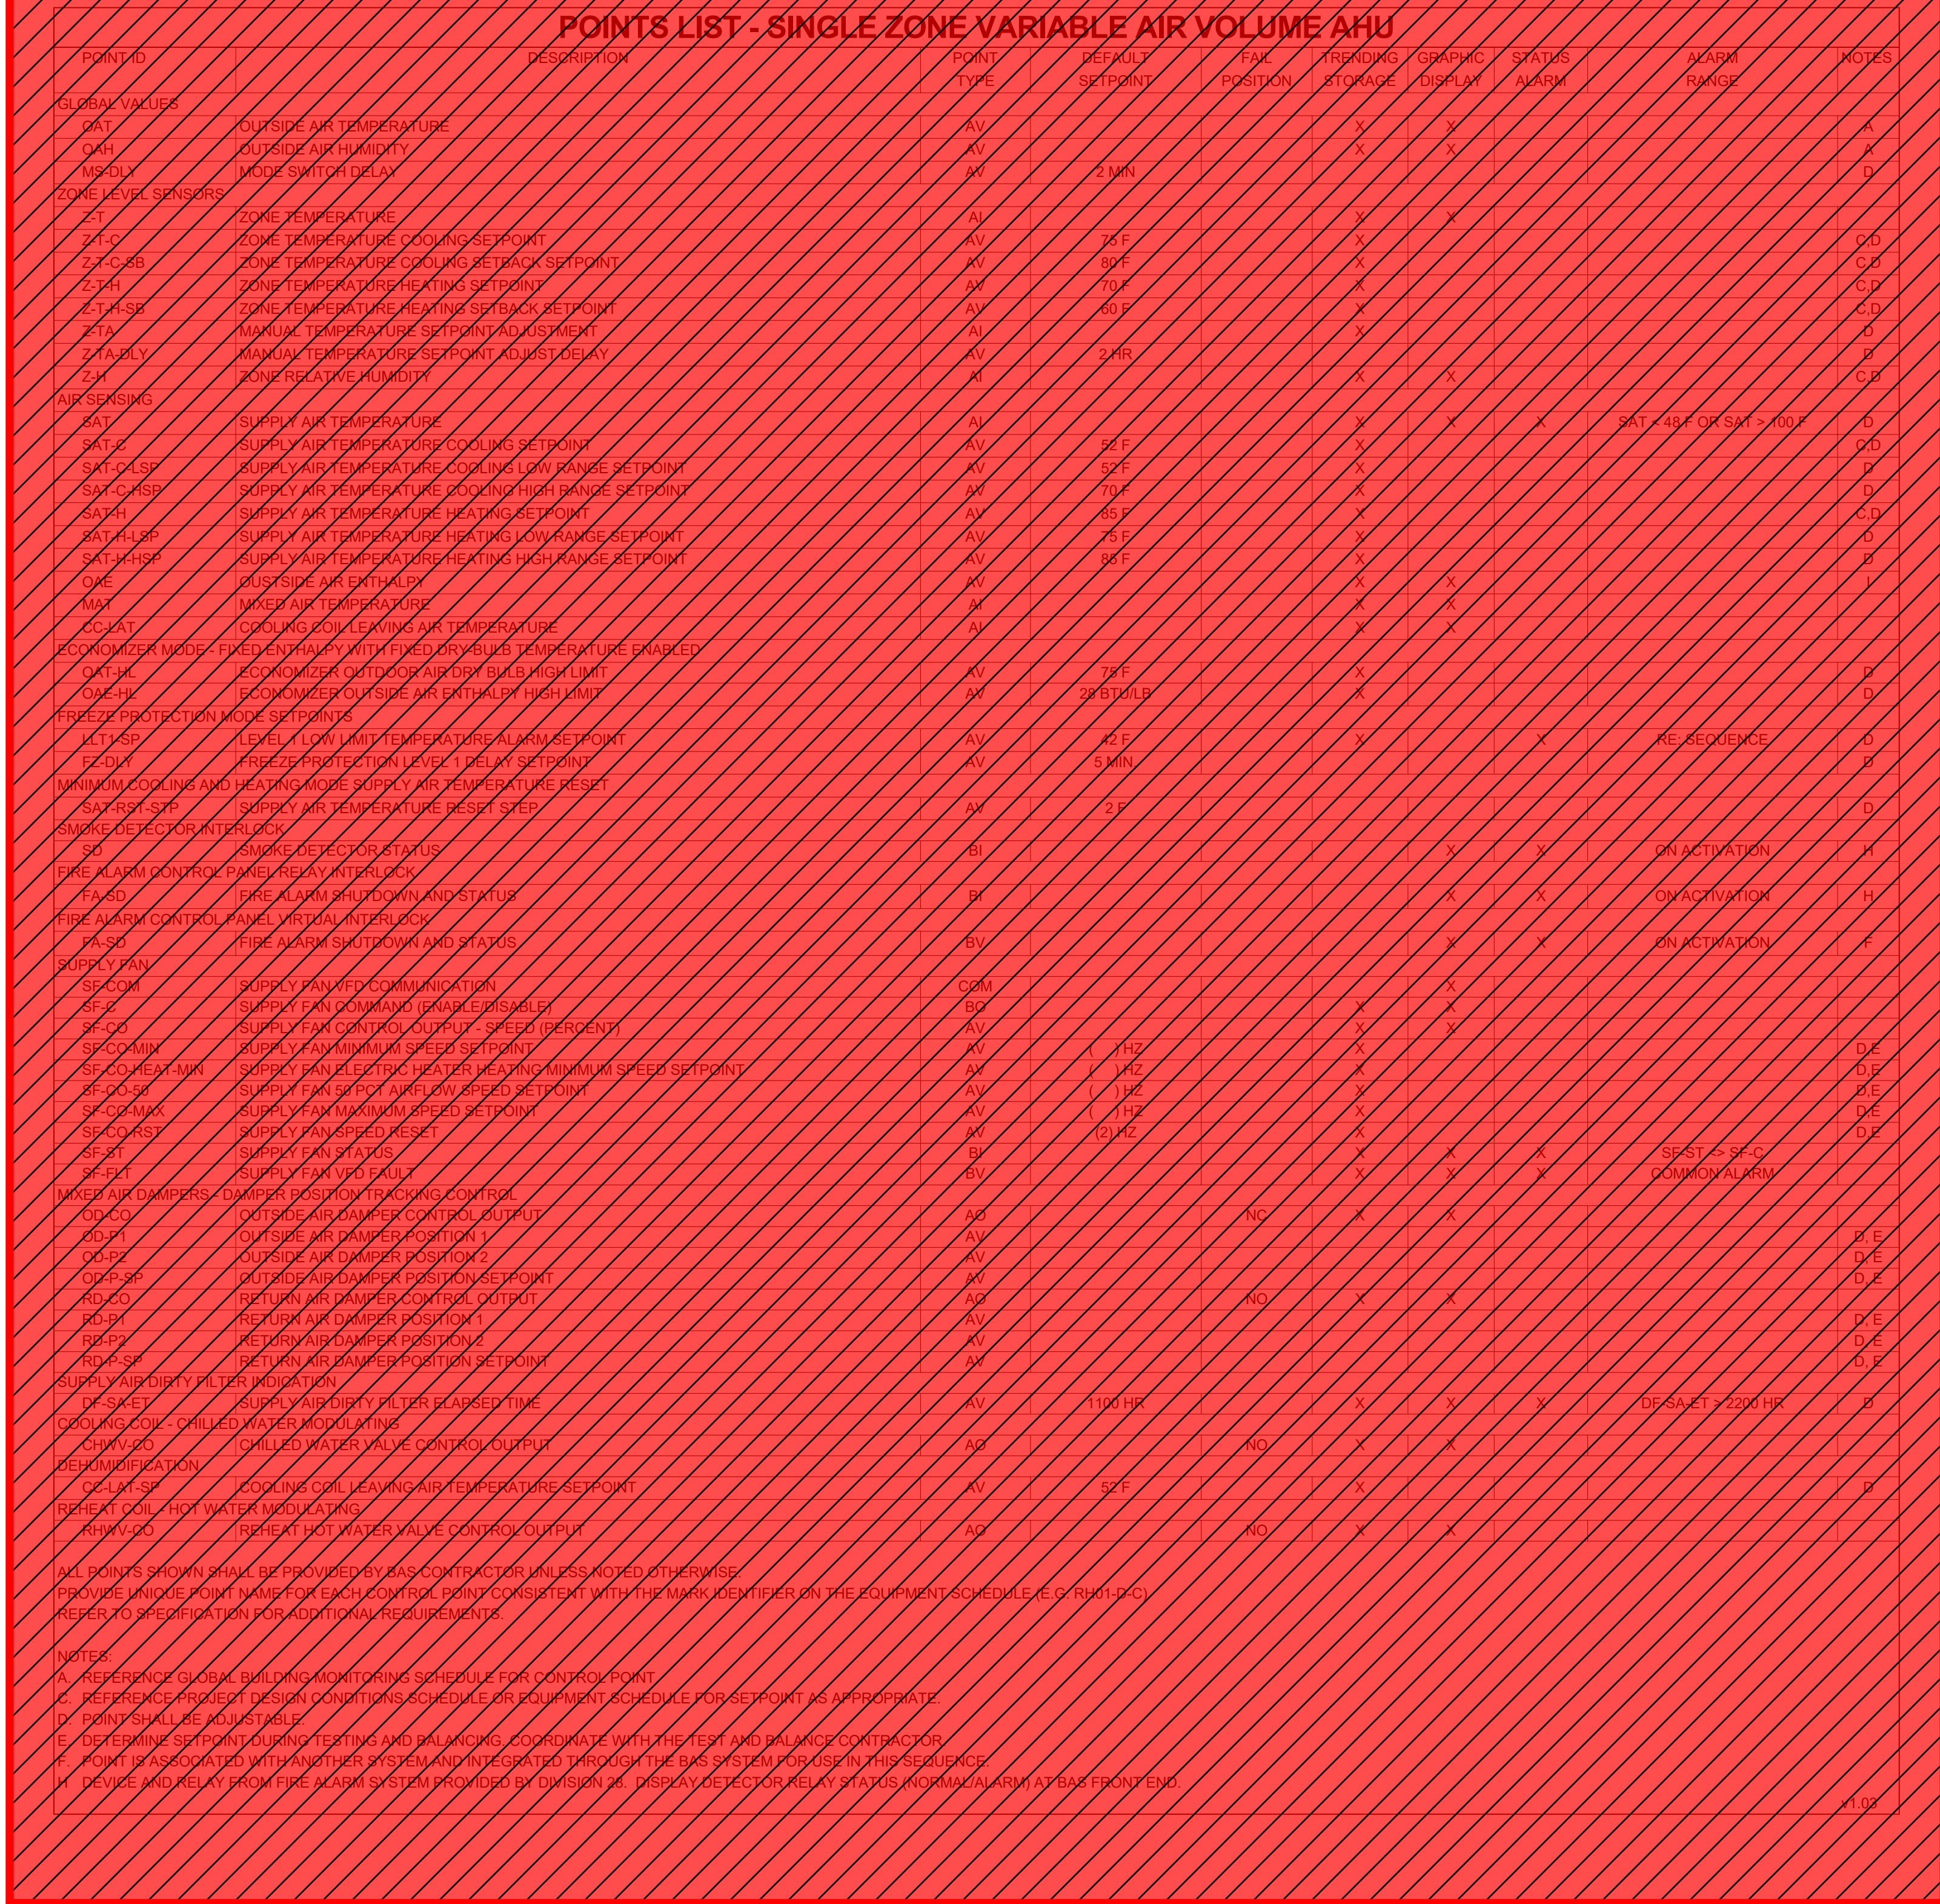 POINTS LIST - SINGLE ZONE VARIABLE AIR VOLUME AHU
POINT ID DESCRIPTION POINT TYPE DEFAULT SETPOINT FAIL POSITION TRENDING STORAGE GRAPHIC DISPLAY STATUS ALARM ALARM RANGE NOTES
GLOBAL VALUES
OAT OUTSIDE AIR TEMPERATURE AV X X A
OAH OUTSIDE AIR HUMIDITY AV X X A
MS-DLY MODE SWITCH DELAY AV 2 MIN D
ZONE LEVEL SENSORS
Z-T ZONE TEMPERATURE AI X X
Z-T-C ZONE TEMPERATURE COOLING SETPOINT AV 75 F X C,D
Z-T-C-SB ZONE TEMPERATURE COOLING SETBACK SETPOINT AV 80 F X C,D
Z-T-H ZONE TEMPERATURE HEATING SETPOINT AV 70 F X C,D
Z-T-H-SB ZONE TEMPERATURE HEATING SETBACK SETPOINT AV 60 F X C,D
Z-TA MANUAL TEMPERATURE SETPOINT ADJUSTMENT AI X D
Z-TA-DLY MANUAL TEMPERATURE SETPOINT ADJUST DELAY AV 2 HR D
Z-H ZONE RELATIVE HUMIDITY AI X X C,D
AIR SENSING
SAT SUPPLY AIR TEMPERATURE AI X X X SAT < 48 F OR SAT > 100 F D
SAT-C SUPPLY AIR TEMPERATURE COOLING SETPOINT AV 52 F X C,D
SAT-C-LSP SUPPLY AIR TEMPERATURE COOLING LOW RANGE SETPOINT AV 52 F X D
SAT-C-HSP SUPPLY AIR TEMPERATURE COOLING HIGH RANGE SETPOINT AV 70 F X D
SAT-H SUPPLY AIR TEMPERATURE HEATING SETPOINT AV 85 F X C,D
SAT-H-LSP SUPPLY AIR TEMPERATURE HEATING LOW RANGE SETPOINT AV 75 F X D
SAT-H-HSP SUPPLY AIR TEMPERATURE HEATING HIGH RANGE SETPOINT AV 85 F X D
OAE OUSTSIDE AIR ENTHALPY AV X X I
MAT MIXED AIR TEMPERATURE AI X X
CC-LAT COOLING COIL LEAVING AIR TEMPERATURE AI X X
ECONOMIZER MODE - FIXED ENTHALPY WITH FIXED DRY-BULB TEMPERATURE ENABLED
OAT-HL ECONOMIZER OUTDOOR AIR DRY BULB HIGH LIMIT AV 75 F X D
OAE-HL ECONOMIZER OUTSIDE AIR ENTHALPY HIGH LIMIT AV 28 BTU/LB X D
FREEZE PROTECTION MODE SETPOINTS
LLT1-SP LEVEL 1 LOW LIMIT TEMPERATURE ALARM SETPOINT AV 42 F X X RE: SEQUENCE D
FZ-DLY FREEZE PROTECTION LEVEL 1 DELAY SETPOINT AV 5 MIN D
MINIMUM COOLING AND HEATING MODE SUPPLY AIR TEMPERATURE RESET
SAT-RST-STP SUPPLY AIR TEMPERATURE RESET STEP AV 2 F D
SMOKE DETECTOR INTERLOCK
SD SMOKE DETECTOR STATUS BI X X ON ACTIVATION H
FIRE ALARM CONTROL PANEL RELAY INTERLOCK
FA-SD FIRE ALARM SHUTDOWN AND STATUS BI X X ON ACTIVATION H
FIRE ALARM CONTROL PANEL VIRTUAL INTERLOCK
FA-SD FIRE ALARM SHUTDOWN AND STATUS BV X X ON ACTIVATION F
SUPPLY FAN
SF-COM SUPPLY FAN VFD COMMUNICATION COM X
SF-C SUPPLY FAN COMMAND (ENABLE/DISABLE) BO X X
SF-CO SUPPLY FAN CONTROL OUTPUT - SPEED (PERCENT) AV X X
SF-CO-MIN SUPPLY FAN MINIMUM SPEED SETPOINT AV ( ) HZ X D,E
SF-CO-HEAT-MIN SUPPLY FAN ELECTRIC HEATER HEATING MINIMUM SPEED SETPOINT AV ( ) HZ X D,E
SF-CO-50 SUPPLY FAN 50 PCT AIRFLOW SPEED SETPOINT AV ( ) HZ X D,E
SF-CO-MAX SUPPLY FAN MAXIMUM SPEED SETPOINT AV ( ) HZ X D,E
SF-CO RST SUPPLY FAN SPEED RESET AV (2) HZ X D,E
SF-ST SUPPLY FAN STATUS BI X X X SF-ST <> SF-C
SF-FLT SUPPLY FAN VFD FAULT BV X X X COMMON ALARM
MIXED AIR DAMPERS - DAMPER POSITION TRACKING CONTROL
OD-CO OUTSIDE AIR DAMPER CONTROL OUTPUT AO NC X X
OD-P1 OUTSIDE AIR DAMPER POSITION 1 AV D, E
OD-P2 OUTSIDE AIR DAMPER POSITION 2 AV D, E
OD-P-SP OUTSIDE AIR DAMPER POSITION SETPOINT AV D, E
RD-CO RETURN AIR DAMPER CONTROL OUTPUT AO NO X X
RD-P1 RETURN AIR DAMPER POSITION 1 AV D, E
RD-P2 RETURN AIR DAMPER POSITION 2 AV D, E
RD-P-SP RETURN AIR DAMPER POSITION SETPOINT AV D, E
SUPPLY AIR DIRTY FILTER INDICATION
DF-SA-ET SUPPLY AIR DIRTY FILTER ELAPSED TIME AV 1100 HR X X X DF-SA-ET > 2200 HR D
COOLING COIL - CHILLED WATER MODULATING
CHWV-CO CHILLED WATER VALVE CONTROL OUTPUT AO NO X X
DEHUMIDIFICATION
CC-LAT-SP COOLING COIL LEAVING AIR TEMPERATURE SETPOINT AV 52 F X D
REHEAT COIL - HOT WATER MODULATING
RHWV-CO REHEAT HOT WATER VALVE CONTROL OUTPUT AO NO X X
ALL POINTS SHOWN SHALL BE PROVIDED BY BAS CONTRACTOR UNLESS NOTED OTHERWISE.
PROVIDE UNIQUE POINT NAME FOR EACH CONTROL POINT CONSISTENT WITH THE MARK IDENTIFIER ON THE EQUIPMENT SCHEDULE (E.G. RH01-D-C)
REFER TO SPECIFICATION FOR ADDITIONAL REQUIREMENTS.
NOTES:
A. REFERENCE GLOBAL BUILDING MONITORING SCHEDULE FOR CONTROL POINT
C. REFERENCE PROJECT DESIGN CONDITIONS SCHEDULE OR EQUIPMENT SCHEDULE FOR SETPOINT AS APPROPRIATE.
D. POINT SHALL BE ADJUSTABLE.
E. DETERMINE SETPOINT DURING TESTING AND BALANCING. COORDINATE WITH THE TEST AND BALANCE CONTRACTOR.
F. POINT IS ASSOCIATED WITH ANOTHER SYSTEM AND INTEGRATED THROUGH THE BAS SYSTEM FOR USE IN THIS SEQUENCE.
H DEVICE AND RELAY FROM FIRE ALARM SYSTEM PROVIDED BY DIVISION 28. DISPLAY DETECTOR RELAY STATUS (NORMAL/ALARM) AT BAS FRONT END.
v1.03